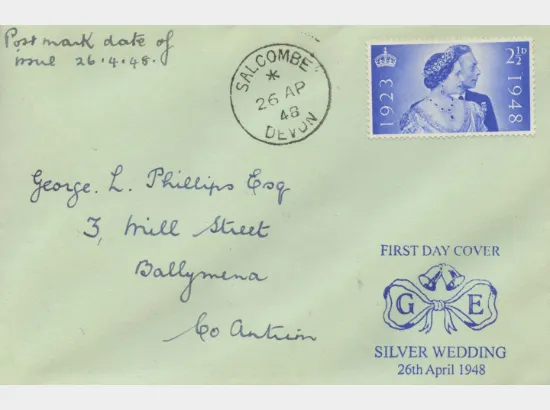 Post mark date of
issue 26.4.48.
SALCOMBE
*
26 AP
48
DEVON
2½D
1923
1948
George. L. Phillips Esq
3, Mill Street
Ballymena
Co Antrim
FIRST DAY COVER
G E
SILVER WEDDING
26th April 1948